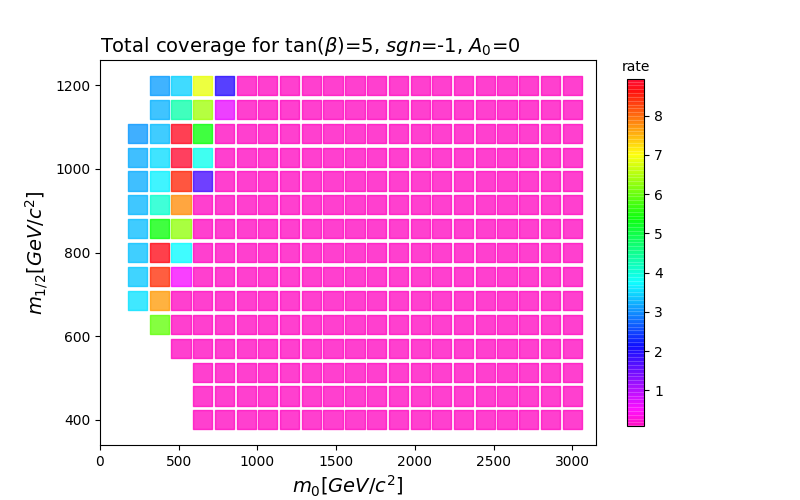 Total coverage for tan(β)=5, sgn=-1, A₀=0
rate
1200
1000
800
600
400
m₁/₂[GeV/c²]
8
7
6
5
4
3
2
1
0 500 1000 1500 2000 2500 3000
m₀[GeV/c²]